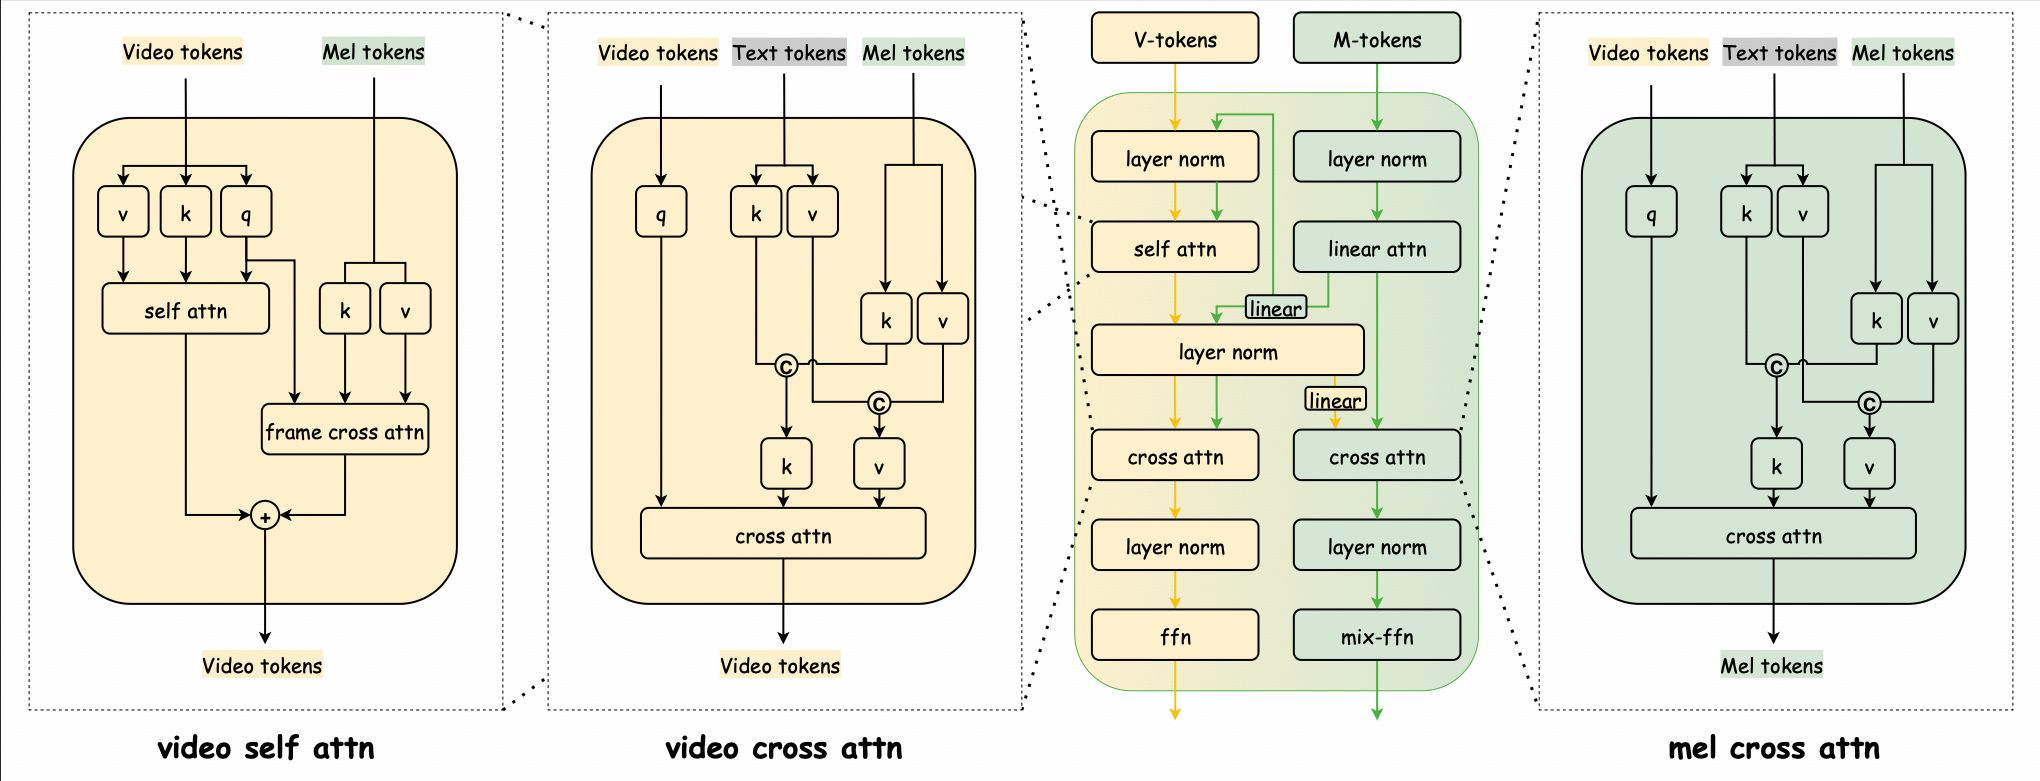 Video tokens
Mel tokens
v
k
q
self attn
k
v
frame cross attn
+
Video tokens
video self attn
Video tokens
Text tokens
Mel tokens
q
k
v
k
v
C
C
k
v
cross attn
Video tokens
video cross attn
V-tokens
M-tokens
layer norm
layer norm
self attn
linear attn
linear
layer norm
linear
cross attn
cross attn
layer norm
layer norm
ffn
mix-ffn
Video tokens
Text tokens
Mel tokens
q
k
v
k
v
C
C
k
v
cross attn
Mel tokens
mel cross attn